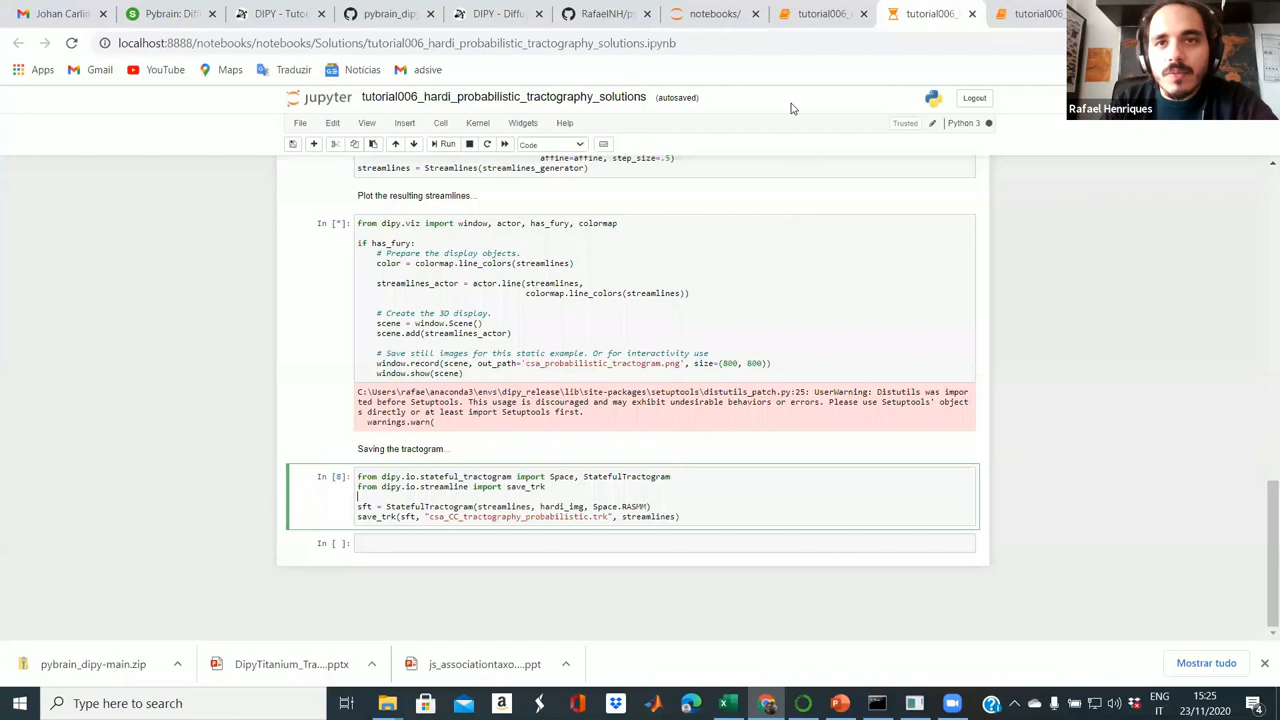 Johan Carlin
Pybrain: Diff
DIPY - Diffu
pybrain_dip
DIPY - Diffu
RafaelNH/p
notebooks/
tutorial006_
tutorial006_
tutorial006_
localhost:8888/notebooks/notebooks/Solutions/tutorial006_hardi_probabilistic_tractography_solutions.ipynb
Apps Gmail YouTube Maps Traduzir Notícias adsive
Rafael Henriques
jupyter tutorial006_hardi_probabilistic_tractography_solutions (autosaved)
Logout
File Edit View Insert Cell Kernel Widgets Help
Trusted Python 3
Run Code
affine=affine, step_size=.5)
streamlines = Streamlines(streamlines_generator)
Plot the resulting streamlines...
In [*]: from dipy.viz import window, actor, has_fury, colormap
if has_fury:
# Prepare the display objects.
color = colormap.line_colors(streamlines)
streamlines_actor = actor.line(streamlines,
colormap.line_colors(streamlines))
# Create the 3D display.
scene = window.Scene()
scene.add(streamlines_actor)
# Save still images for this static example. Or for interactivity use
window.record(scene, out_path='csa_probabilistic_tractogram.png', size=(800, 800))
window.show(scene)
C:\Users\rafae\anaconda3\envs\dipy_release\lib\site-packages\setuptools\distutils_patch.py:25: UserWarning: Distutils was impor
ted before Setuptools. This usage is discouraged and may exhibit undesirable behaviors or errors. Please use Setuptools' object
s directly or at least import Setuptools first.
warnings.warn(
Saving the tractogram...
In [8]: from dipy.io.stateful_tractogram import Space, StatefulTractogram
from dipy.io.streamline import save_trk
sft = StatefulTractogram(streamlines, hardi_img, Space.RASMM)
save_trk(sft, "csa_CC_tractography_probabilistic.trk", streamlines)
In [ ]:
pybrain_dipy-main.zip
DipyTitanium_Tra....pptx
js_associationtaxo....ppt
Mostrar tudo
Type here to search
ENG
IT
15:25
23/11/2020
4